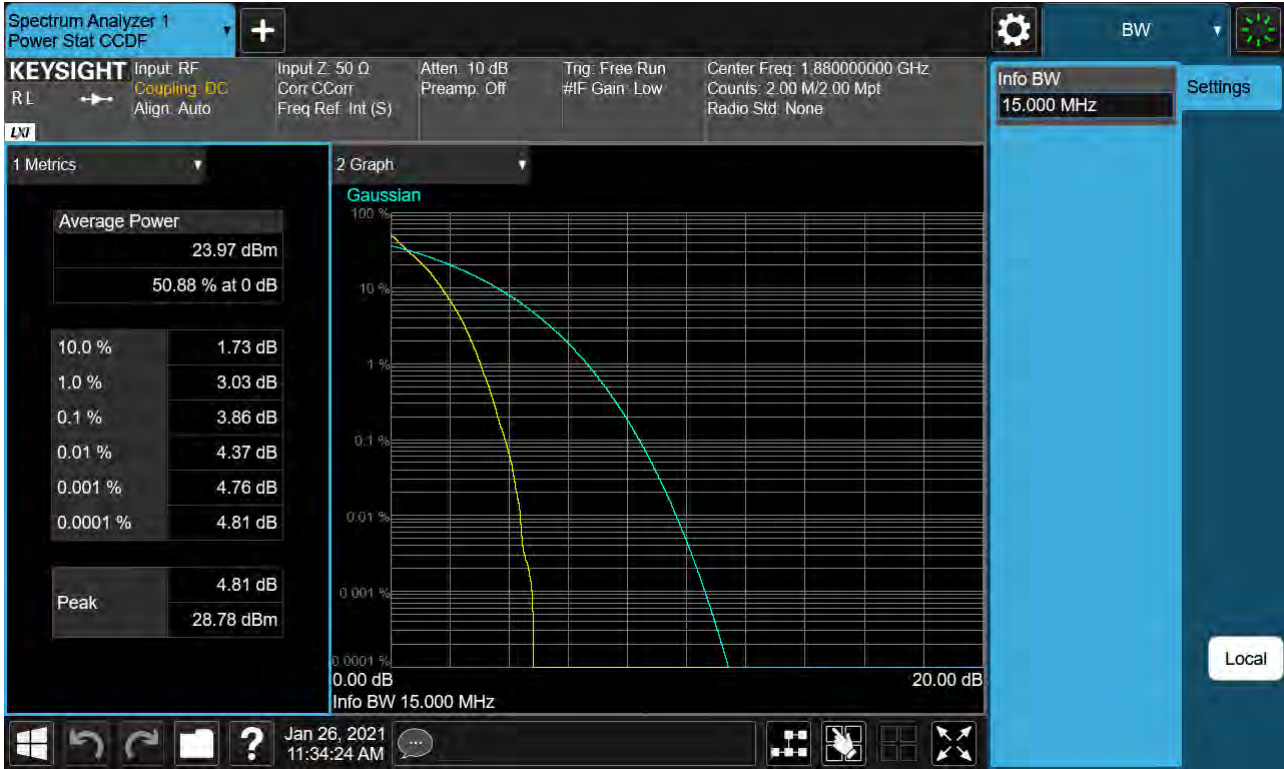 Spectrum Analyzer 1
Power Stat CCDF
+
BW
KEYSIGHT
R L
LXI
Input: RF
Coupling: DC
Align: Auto
Input Z: 50 Ω
Corr CCorr
Freq Ref: Int (S)
Atten: 10 dB
Preamp: Off
Trig: Free Run
#IF Gain: Low
Center Freq: 1.880000000 GHz
Counts: 2.00 M/2.00 Mpt
Radio Std: None
Info BW
15.000 MHz
Settings
1 Metrics
Average Power
23.97 dBm
50.88 % at 0 dB
10.0 % 1.73 dB
1.0 % 3.03 dB
0.1 % 3.86 dB
0.01 % 4.37 dB
0.001 % 4.76 dB
0.0001 % 4.81 dB
Peak
4.81 dB
28.78 dBm
2 Graph
Gaussian
100 %
10 %
1 %
0.1 %
0.01 %
0.001 %
0.0001 %
0.00 dB 20.00 dB
Info BW 15.000 MHz
Local
?
Jan 26, 2021
11:34:24 AM